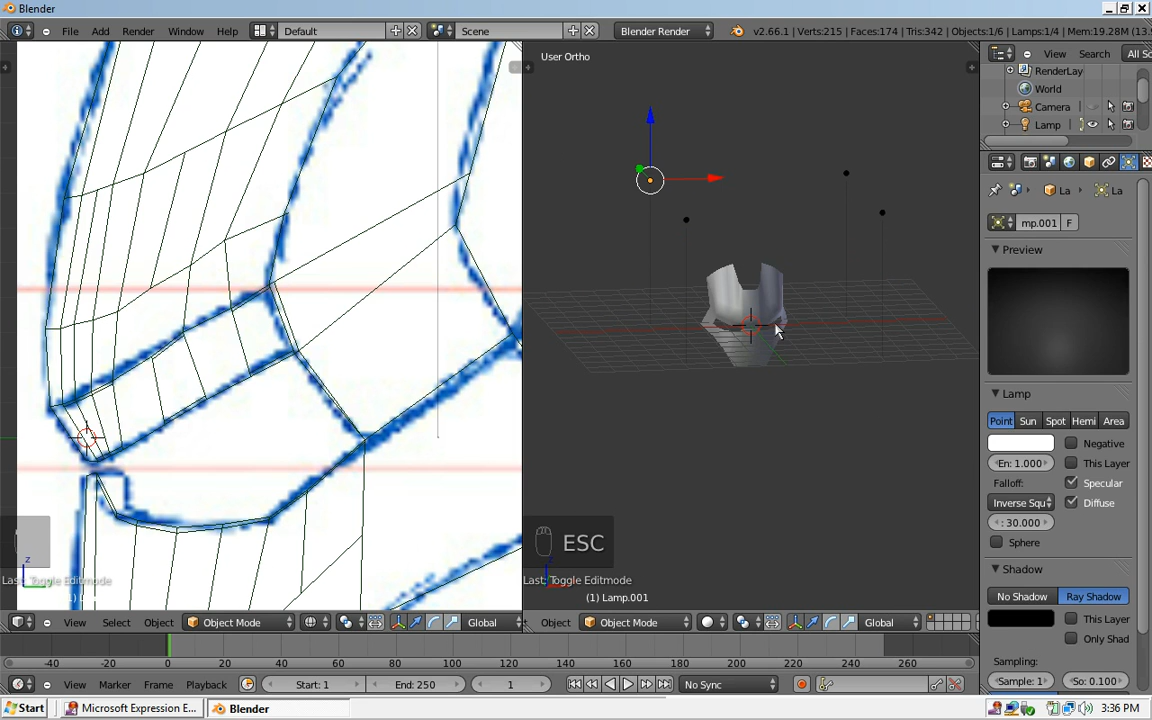 Blender
File Add Render Window Help Default Scene Blender Render v2.66.1 | Verts:215 | Faces:174 | Tris:342 | Objects:1/6 | Lamps:1/4 | Mem:19.28M (13.
View Search All Sc
RenderLay
World
Camera
Lamp
User Ortho
La La
mp.001 F
Preview
Lamp
Point Sun Spot Hemi Area
Negative
En: 1.000 This Layer
Falloff: Specular
Inverse Squ Diffuse
: 30.000
Sphere
Shadow
No Shadow Ray Shadow
This Layer
Only Shad
Sampling:
Sample: 1 So: 0.100
ESC
z
z
Last: Toggle Editmode
Last: Toggle Editmode
(1) Lamp.001
View Select Object Object Mode Global
Object Object Mode Global
-40 -20 0 20 40 60 80 100 120 140 160 180 200 220 240 260
View Marker Frame Playback Start: 1 End: 250 1 No Sync
Start Microsoft Expression E... Blender 3:36 PM